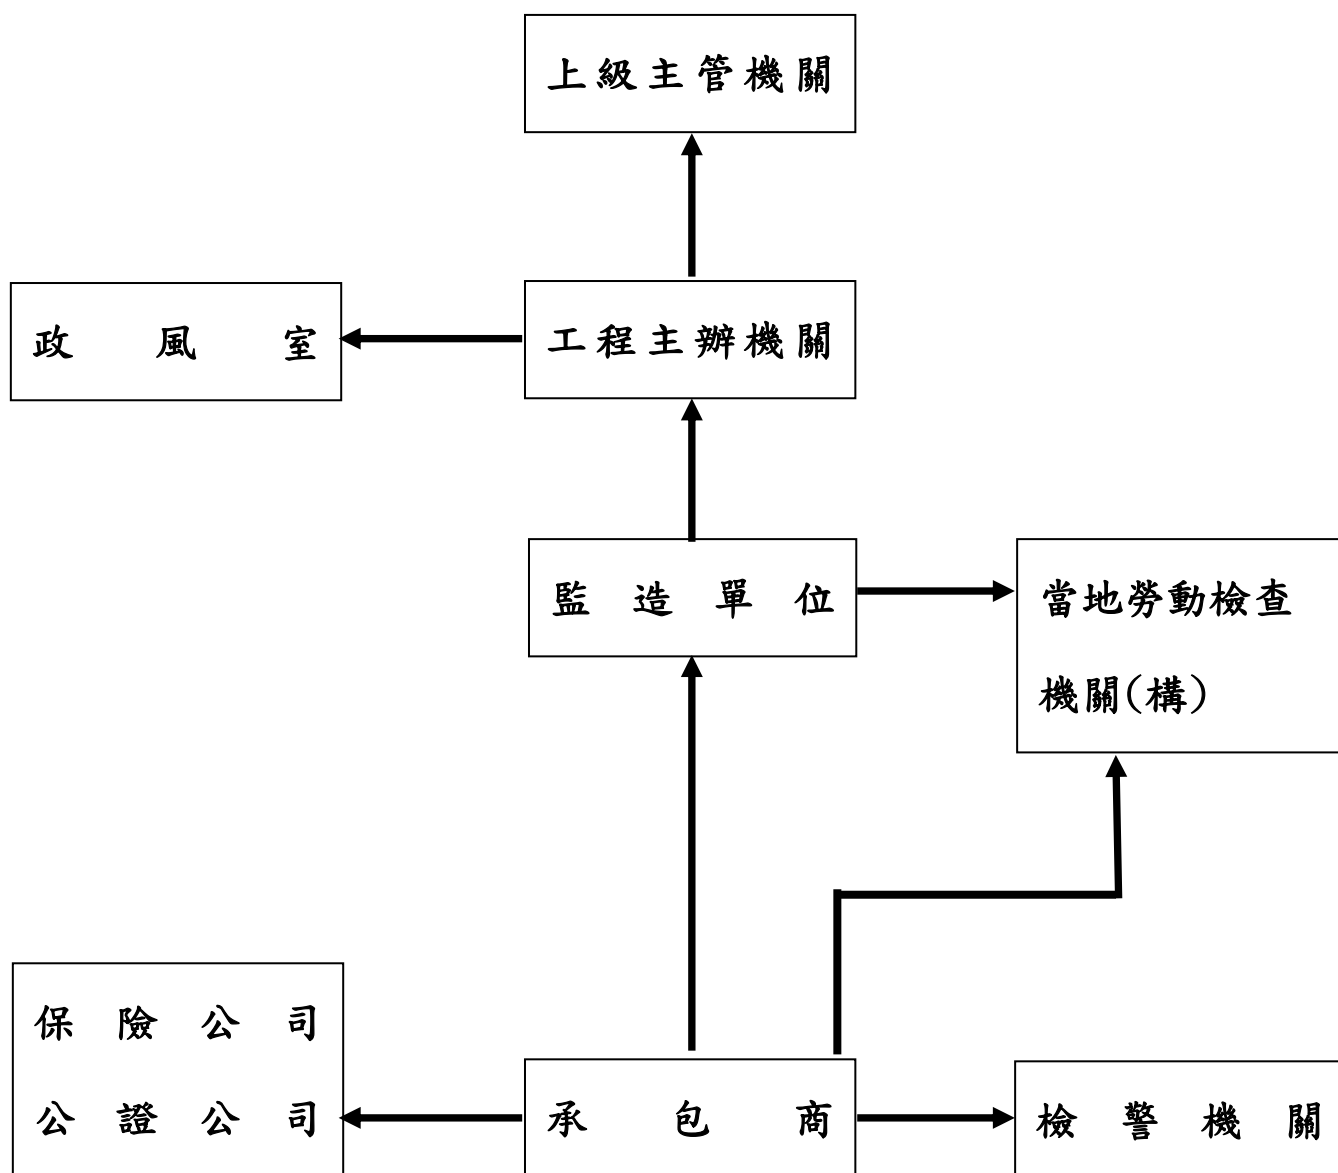 上級主管機關
政風室
工程主辦機關
監造單位
當地勞動檢查
機關(構)
保險公司
公證公司
承包商
檢警機關